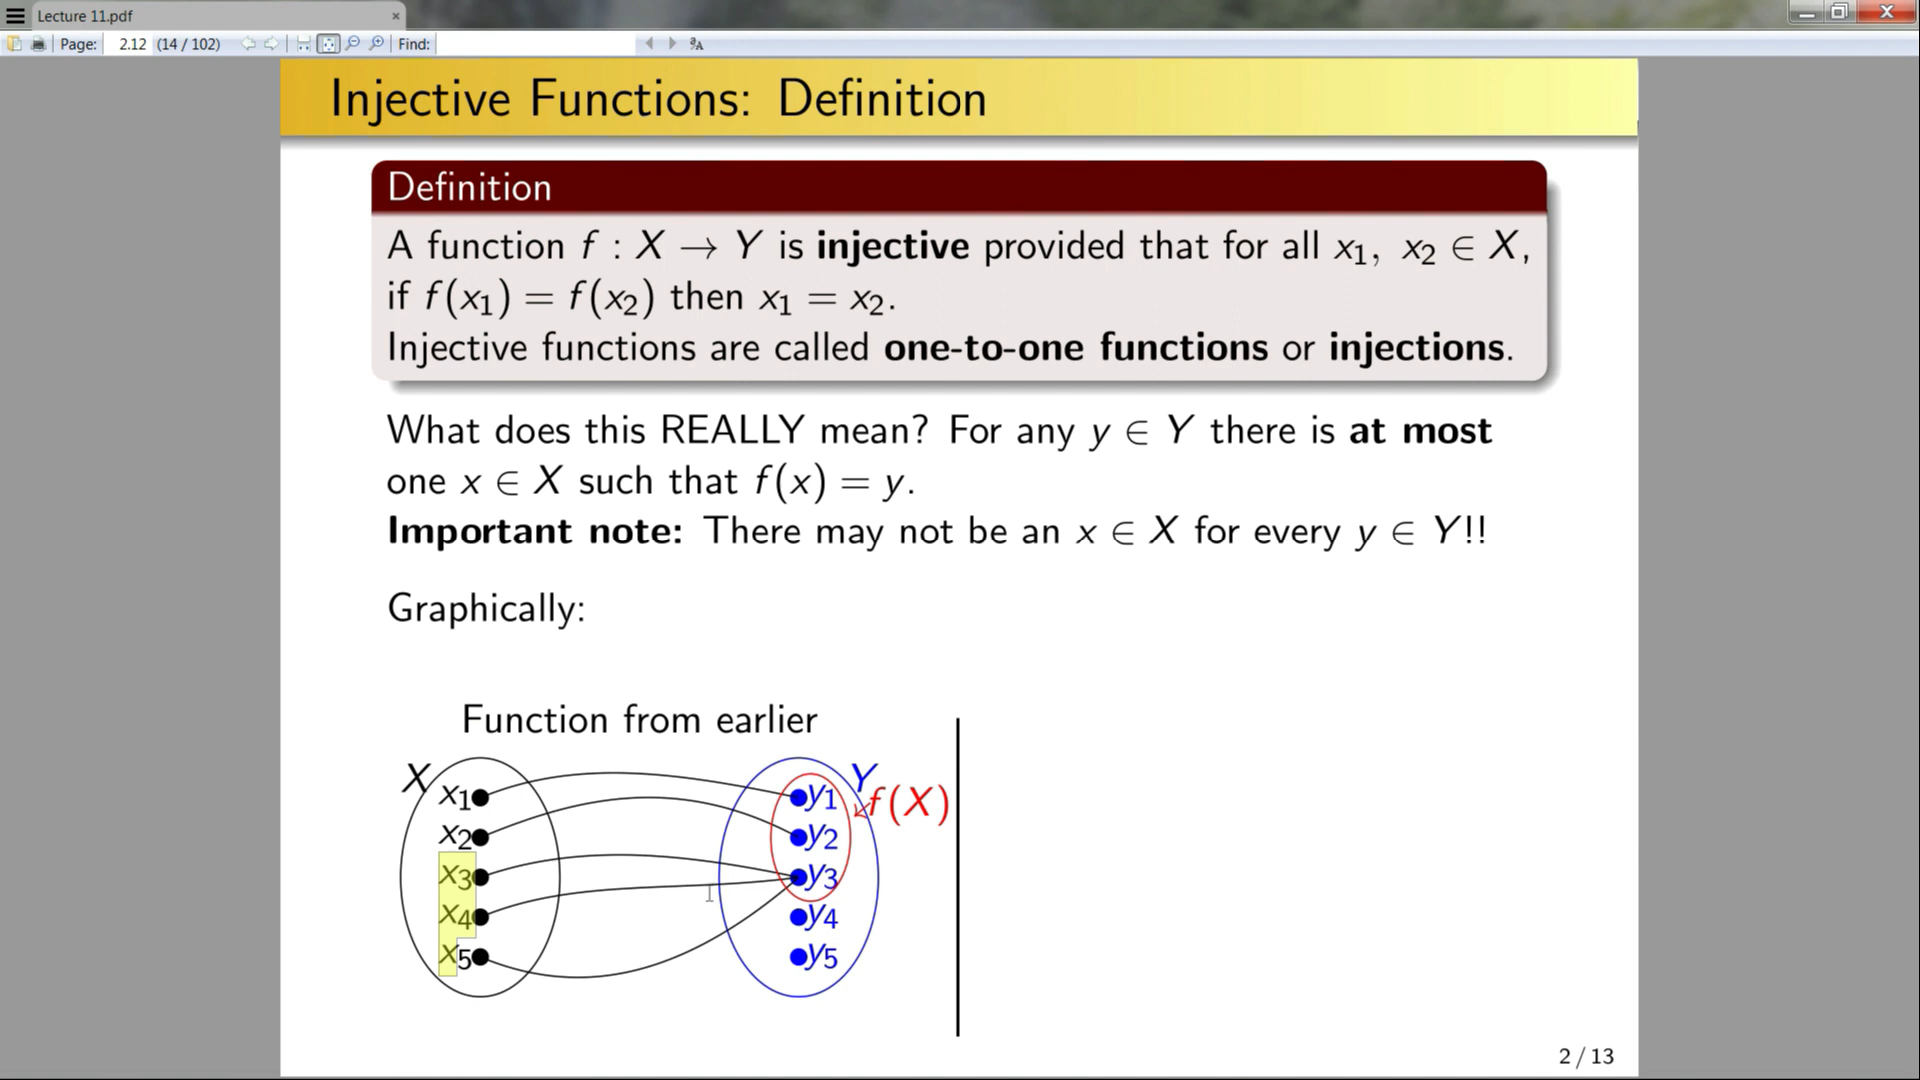 Lecture 11.pdf
Page: 2.12 (14 / 102) Find:
Injective Functions: Definition
Definition
A function f : X → Y is injective provided that for all x₁, x₂ ∈ X,
if f(x₁) = f(x₂) then x₁ = x₂.
Injective functions are called one-to-one functions or injections.
What does this REALLY mean? For any y ∈ Y there is at most
one x ∈ X such that f(x) = y.
Important note: There may not be an x ∈ X for every y ∈ Y!!
Graphically:
Function from earlier
X Y
x₁ y₁ f(X)
x₂ y₂
x₃ y₃
x₄ y₄
x₅ y₅
2 / 13